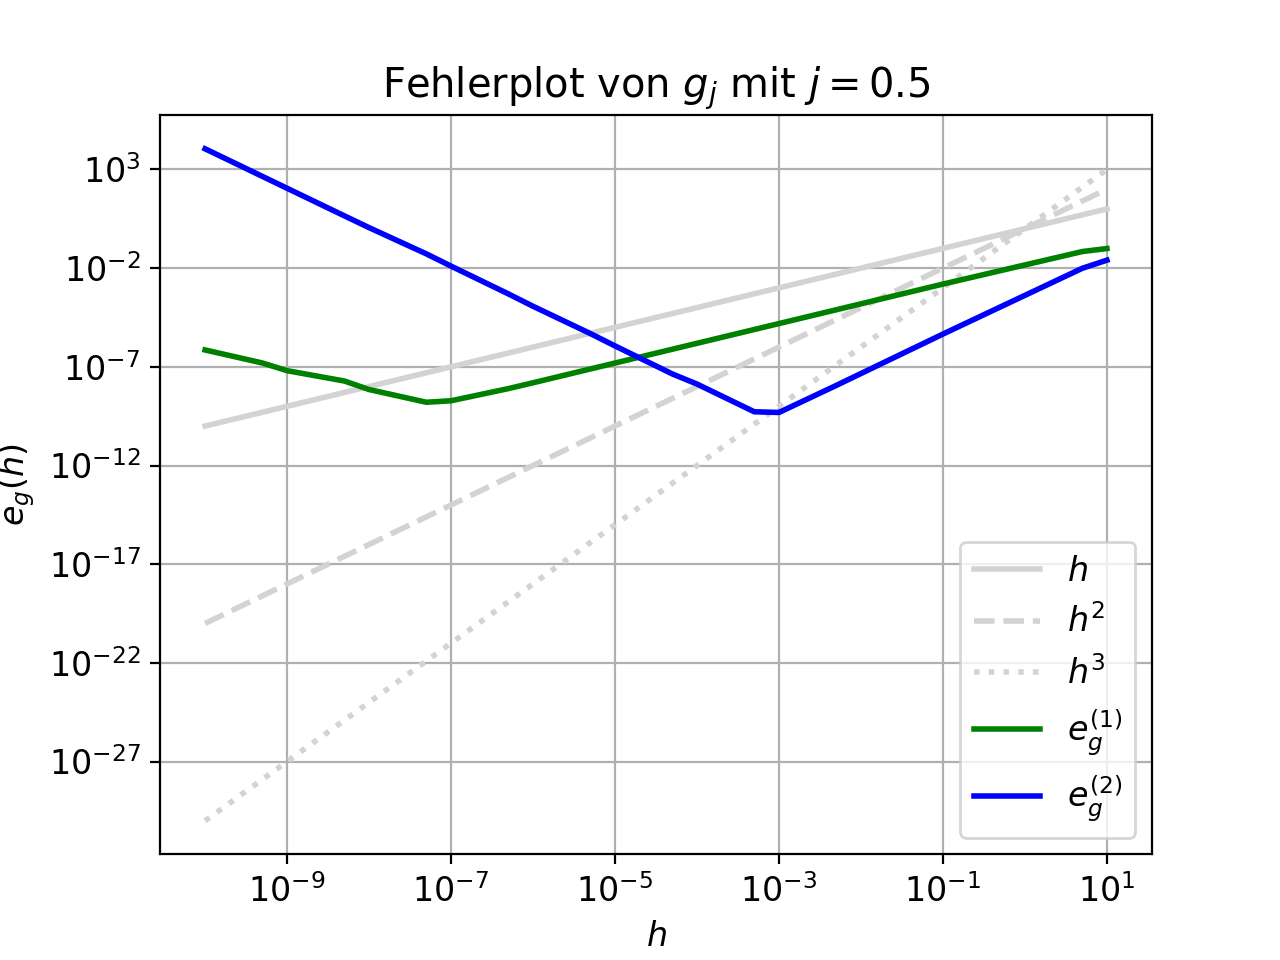 Fehlerplot von $g_j$ mit $j = 0.5$
$10^{3}$
$10^{-2}$
$10^{-7}$
$10^{-12}$
$10^{-17}$
$10^{-22}$
$10^{-27}$
$e_g(h)$
$h$
$h^2$
$h^3$
$e_g^{(1)}$
$e_g^{(2)}$
$10^{-9}$ $10^{-7}$ $10^{-5}$ $10^{-3}$ $10^{-1}$ $10^{1}$
$h$